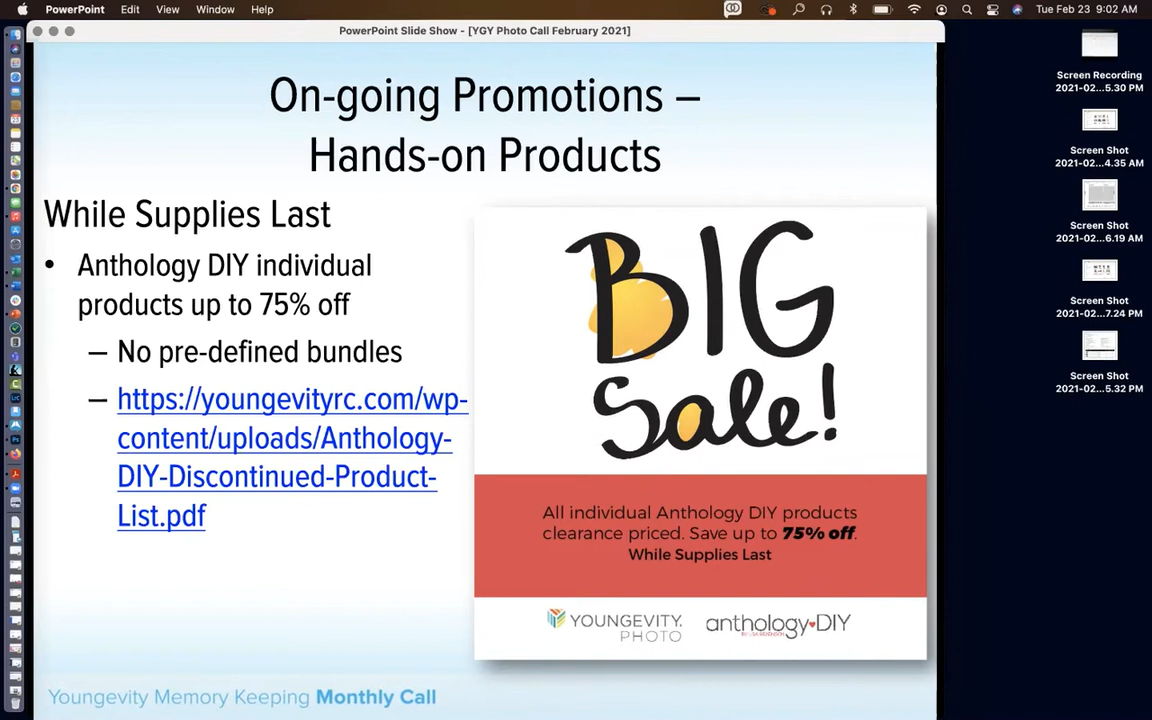 PowerPoint Edit View Window Help Tue Feb 23 9:02 AM
PowerPoint Slide Show - [YGY Photo Call February 2021]
On-going Promotions –
Hands-on Products
While Supplies Last
• Anthology DIY individual
products up to 75% off
– No pre-defined bundles
– https://youngevityrc.com/wp-
content/uploads/Anthology-
DIY-Discontinued-Product-
List.pdf
BIG
Sale!
All individual Anthology DIY products
clearance priced. Save up to 75% off.
While Supplies Last
YOUNGEVITY.
PHOTO
anthology DIY
Youngevity Memory Keeping Monthly Call
Screen Recording
2021-02...5.30 PM
Screen Shot
2021-02...4.35 AM
Screen Shot
2021-02...6.19 AM
Screen Shot
2021-02...7.24 PM
Screen Shot
2021-02...5.32 PM